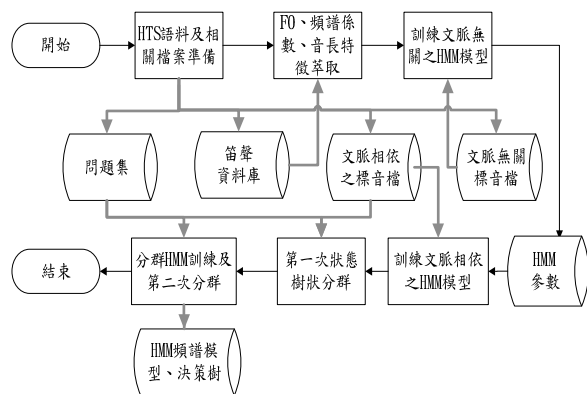 開始
HTS語料及相
關檔案準備
F0、頻譜係
數、音長特
徵萃取
訓練文脈無
關之HMM模型
問題集
笛聲
資料庫
文脈相依
之標音檔
文脈無關
標音檔
結束
分群HMM訓練及
第二次分群
第一次狀態
樹狀分群
訓練文脈相依
之HMM模型
HMM
參數
HMM頻譜模
型、決策樹